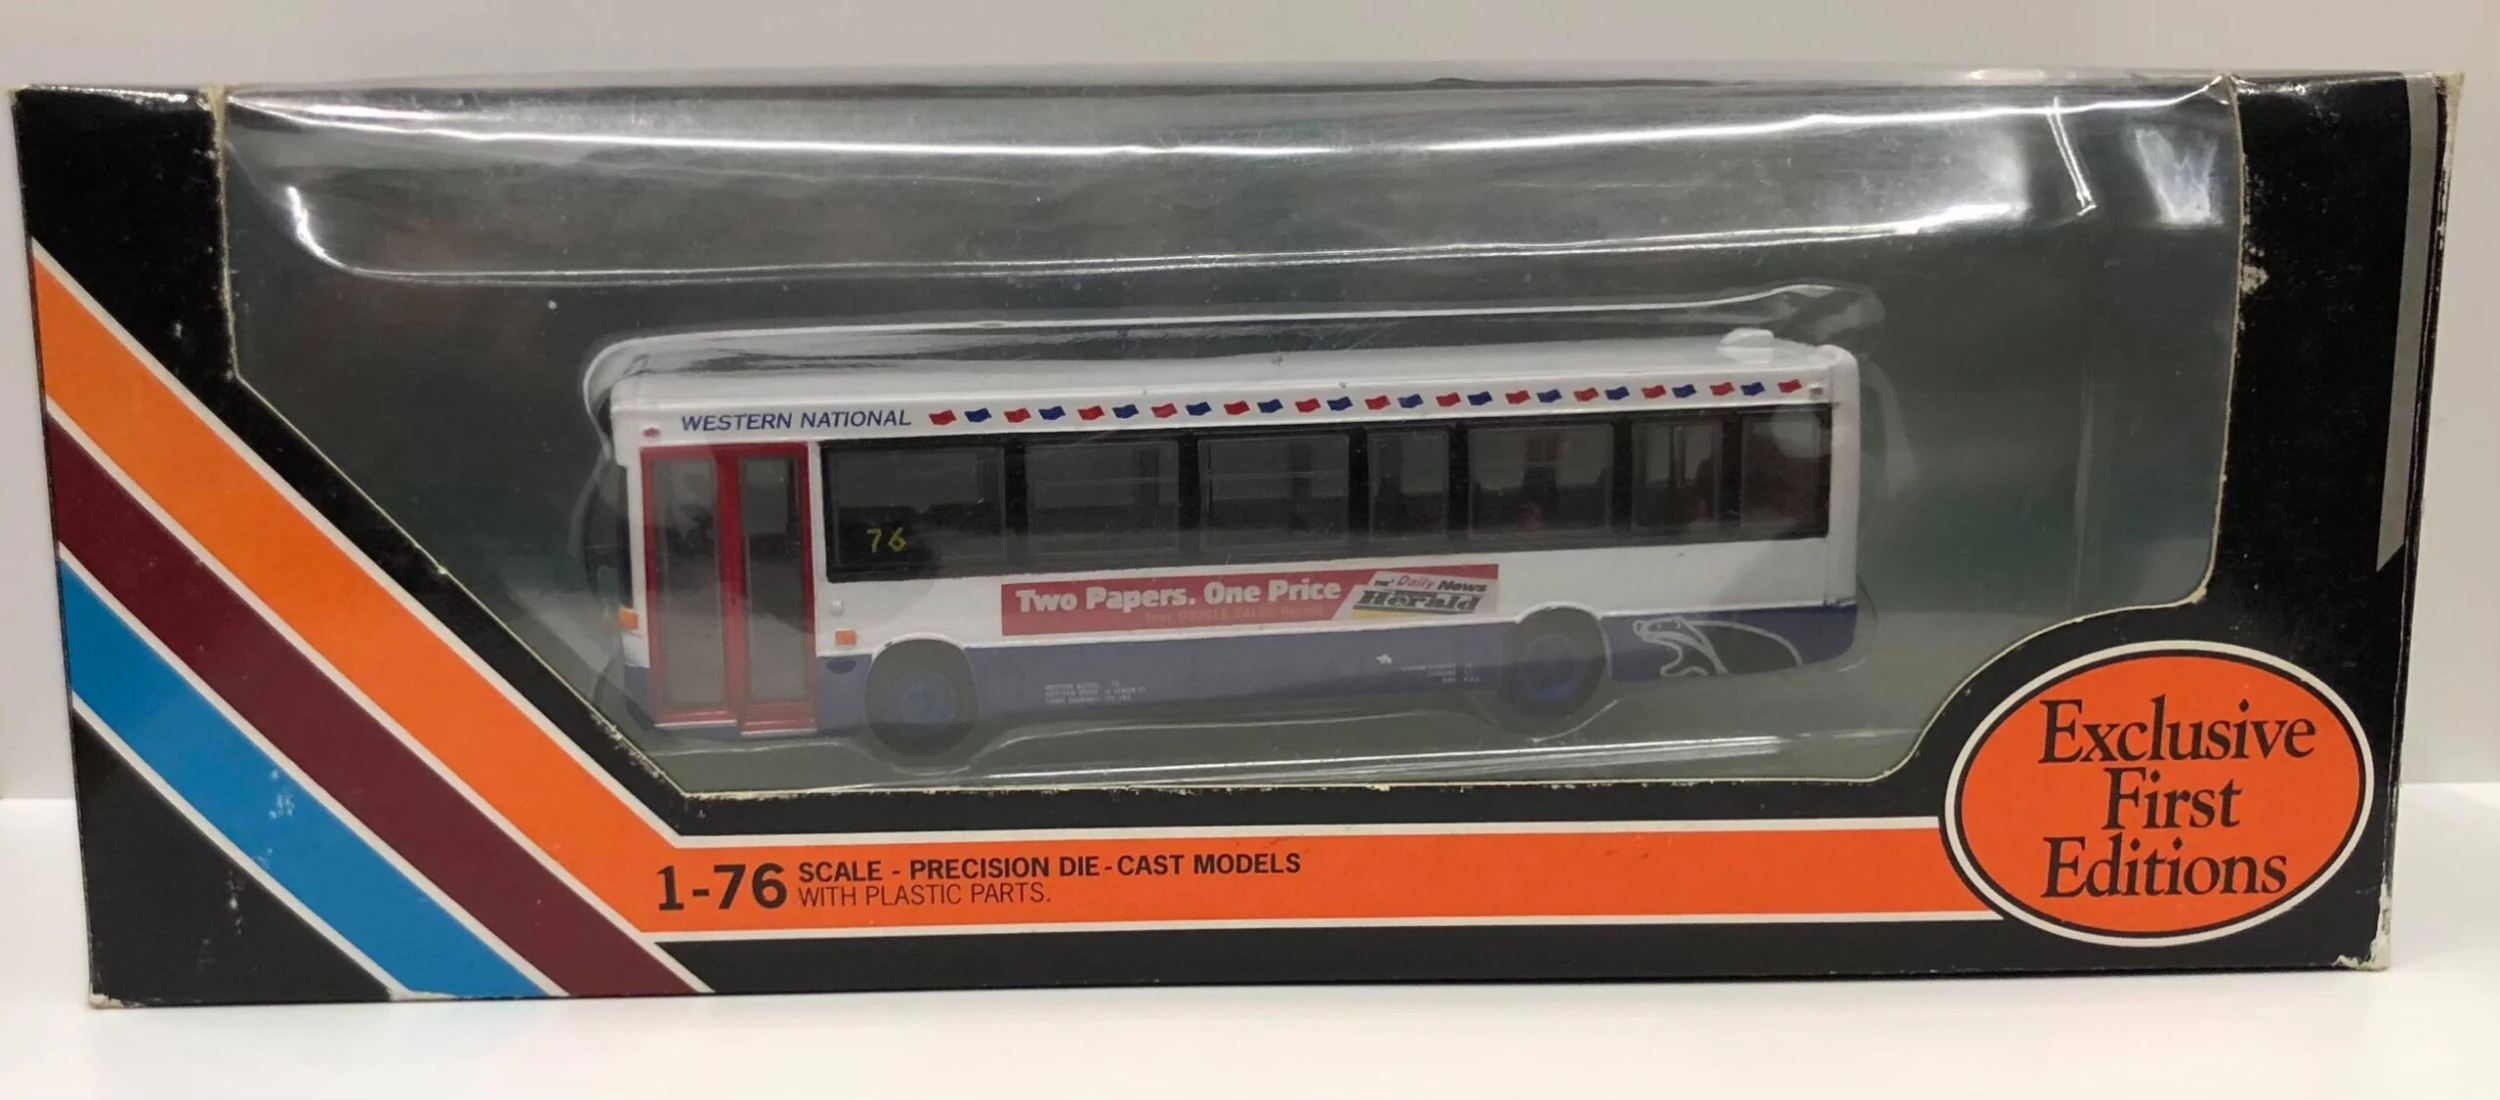 WESTERN NATIONAL
76
Two Papers. One Price
THE Daily News
Herald
1-76 SCALE - PRECISION DIE-CAST MODELS
WITH PLASTIC PARTS.
Exclusive
First
Editions